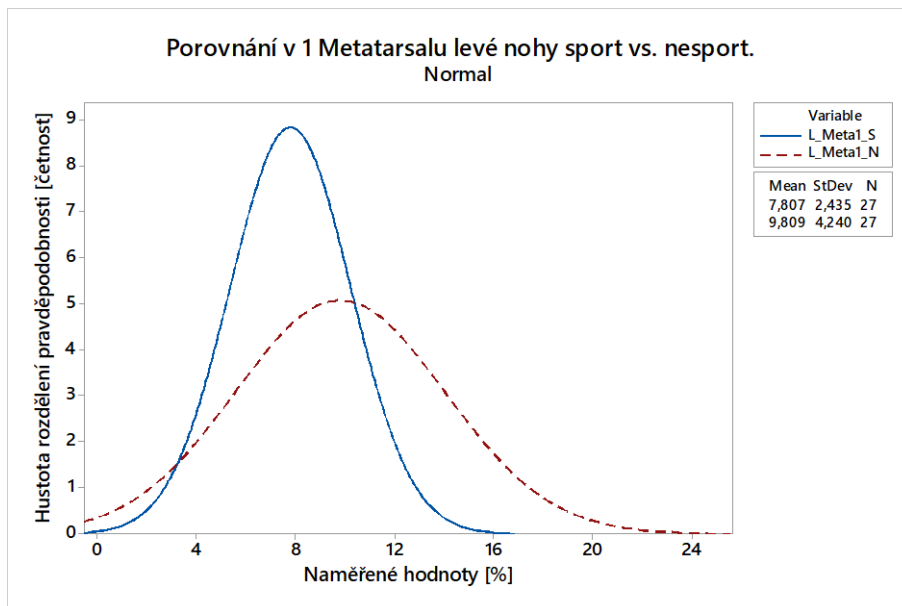 Porovnání v 1 Metatarsalu levé nohy sport vs. nesport.
Normal
Hustota rozdělení pravděpodobnosti [četnost]
9
8
7
6
5
4
3
2
1
0
0 4 8 12 16 20 24
Naměřené hodnoty [%]
Variable
L_Meta1_S
L_Meta1_N
Mean StDev N
7,807 2,435 27
9,809 4,240 27